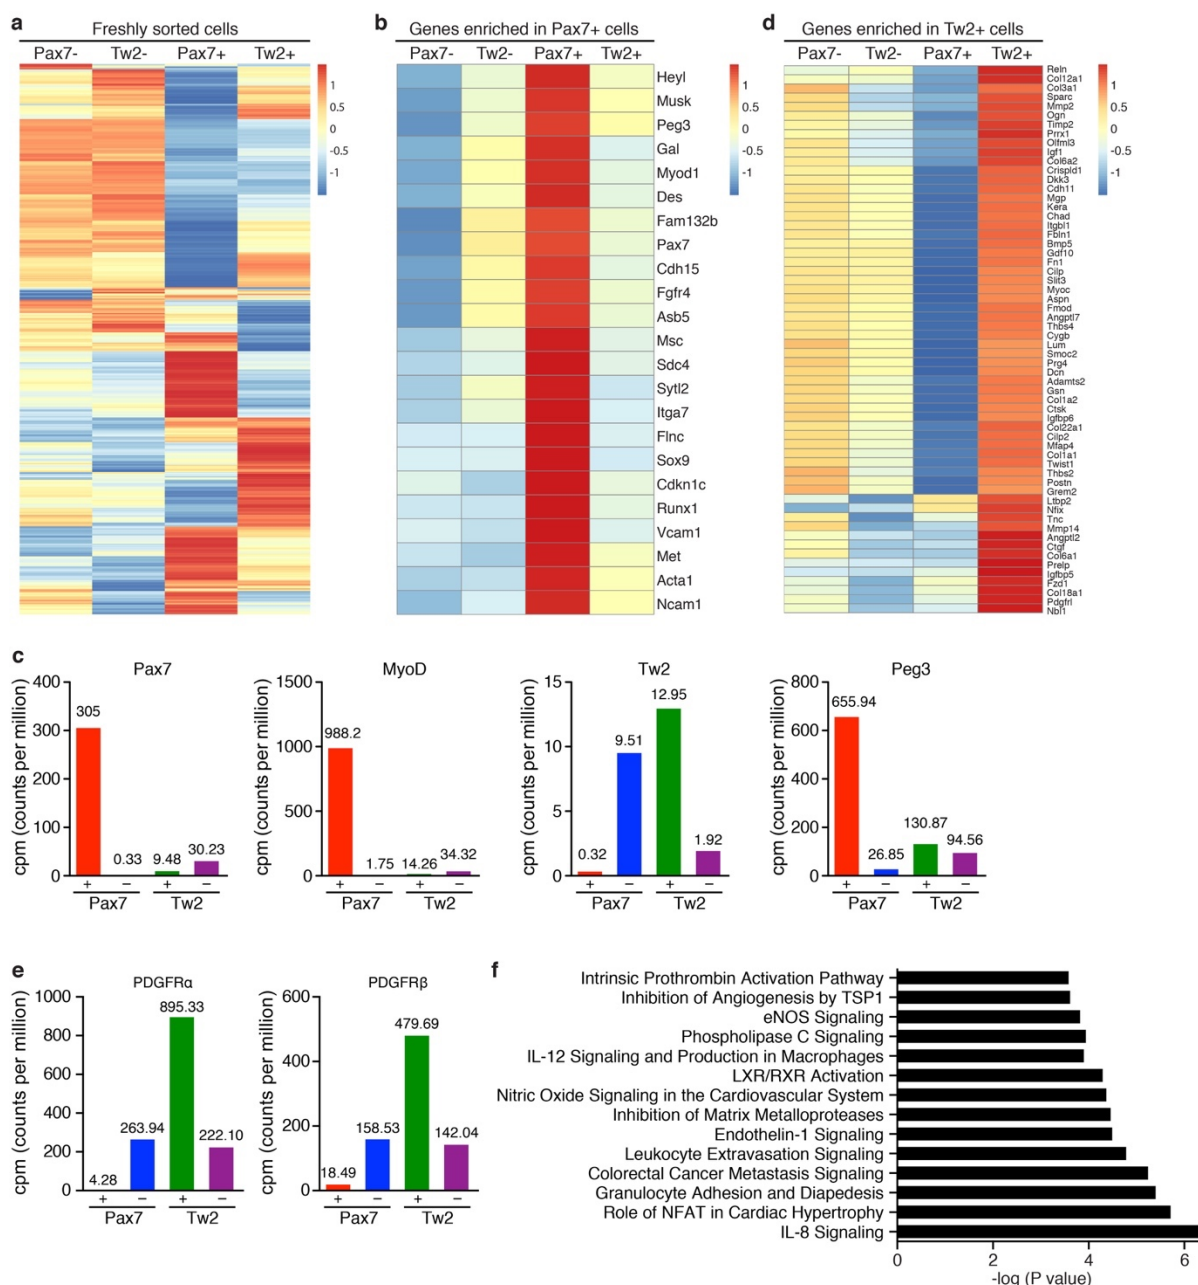 a
Freshly sorted cells
Pax7- Tw2- Pax7+ Tw2+
1
0.5
-0.5
-1
b
Genes enriched in Pax7+ cells
Pax7- Tw2- Pax7+ Tw2+
Heyl
Musk
Peg3
Gal
Myod1
Des
Fam132b
Pax7
Cdh15
Fgfr4
Asb5
Msc
Sdc4
Sytl2
Itga7
Flnc
Sox9
Cdkn1c
Runx1
Vcam1
Met
Acta1
Ncam1
1
0.5
-0.5
-1
d
Genes enriched in Tw2+ cells
Pax7- Tw2- Pax7+ Tw2+
Reln
Col12a1
Col3a1
Sparc
Mmp2
Ogn
Timp2
Prrx1
Olfml3
Igf1
Col6a2
Crispld1
Dkk3
Cdh11
Mgp
Kera
Chad
Itgbl1
Fbln1
Bmp5
Gdf10
Fn1
Cilp
Slit3
Myoc
Aspn
Fmod
Angptl7
Thbs4
Cygb
Lum
Smoc2
Prg4
Dcn
Adamts2
Gsn
Col1a2
Ctsk
Igfbp6
Col22a1
Cilp2
Mfap4
Col1a1
Twist1
Thbs2
Postn
Grem2
Ltbp2
Nfix
Tnc
Mmp14
Angptl2
Ctgf
Col6a1
Prelp
Igfbp5
Fzd1
Col18a1
Pdgfrl
Nbl1
1
0.5
-0.5
-1
c
Pax7
cpm (counts per million)
400
300
200
100
0
305
0.33
9.48
30.23
+ − + −
Pax7 Tw2
MyoD
cpm (counts per million)
1500
1000
500
0
988.2
1.75
14.26
34.32
+ − + −
Pax7 Tw2
Tw2
cpm (counts per million)
15
10
5
0
0.32
9.51
12.95
1.92
+ − + −
Pax7 Tw2
Peg3
cpm (counts per million)
800
600
400
200
0
655.94
26.85
130.87
94.56
+ − + −
Pax7 Tw2
e
PDGFRα
cpm (counts per million)
1000
800
600
400
200
0
4.28
263.94
895.33
222.10
+ − + −
Pax7 Tw2
PDGFRβ
cpm (counts per million)
600
400
200
0
18.49
158.53
479.69
142.04
+ − + −
Pax7 Tw2
f
Intrinsic Prothrombin Activation Pathway
Inhibition of Angiogenesis by TSP1
eNOS Signaling
Phospholipase C Signaling
IL-12 Signaling and Production in Macrophages
LXR/RXR Activation
Nitric Oxide Signaling in the Cardiovascular System
Inhibition of Matrix Metalloproteases
Endothelin-1 Signaling
Leukocyte Extravasation Signaling
Colorectal Cancer Metastasis Signaling
Granulocyte Adhesion and Diapedesis
Role of NFAT in Cardiac Hypertrophy
IL-8 Signaling
0 2 4 6
-log (P value)